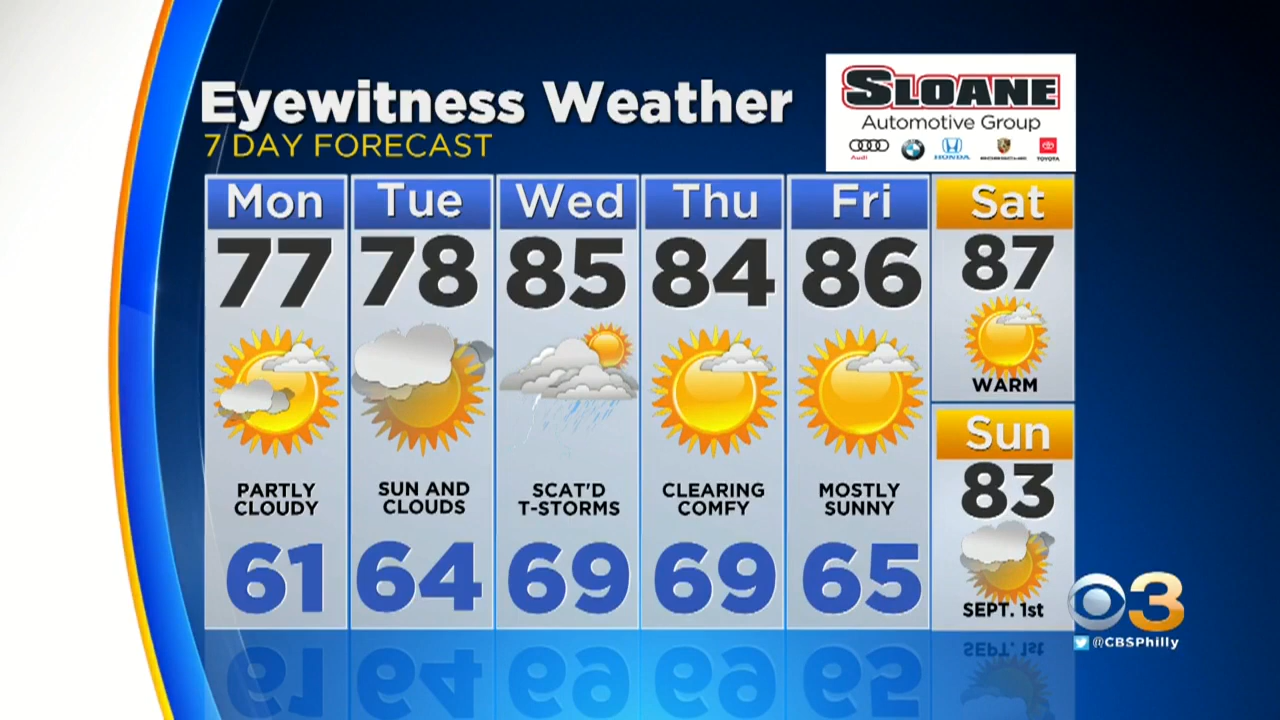 Eyewitness Weather
7 DAY FORECAST
SLOANE
Automotive Group
Audi
HONDA
TOYOTA
Mon
77
PARTLY
CLOUDY
61
Tue
78
SUN AND
CLOUDS
64
Wed
85
SCAT'D
T-STORMS
69
Thu
84
CLEARING
COMFY
69
Fri
86
MOSTLY
SUNNY
65
Sat
87
WARM
Sun
83
SEPT. 1st
3
@CBSPhilly